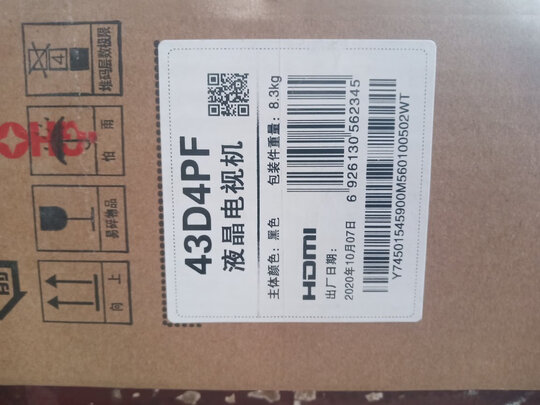 43D4PF
液晶电视机
主体颜色：黑色 包装件重量：8.3kg
HDMI
出厂日期：
2020年10月07日
6 926130 562345
Y74501545900M560100502WT
向 上
易碎物品
怕 雨
4
堆码层数极限
前